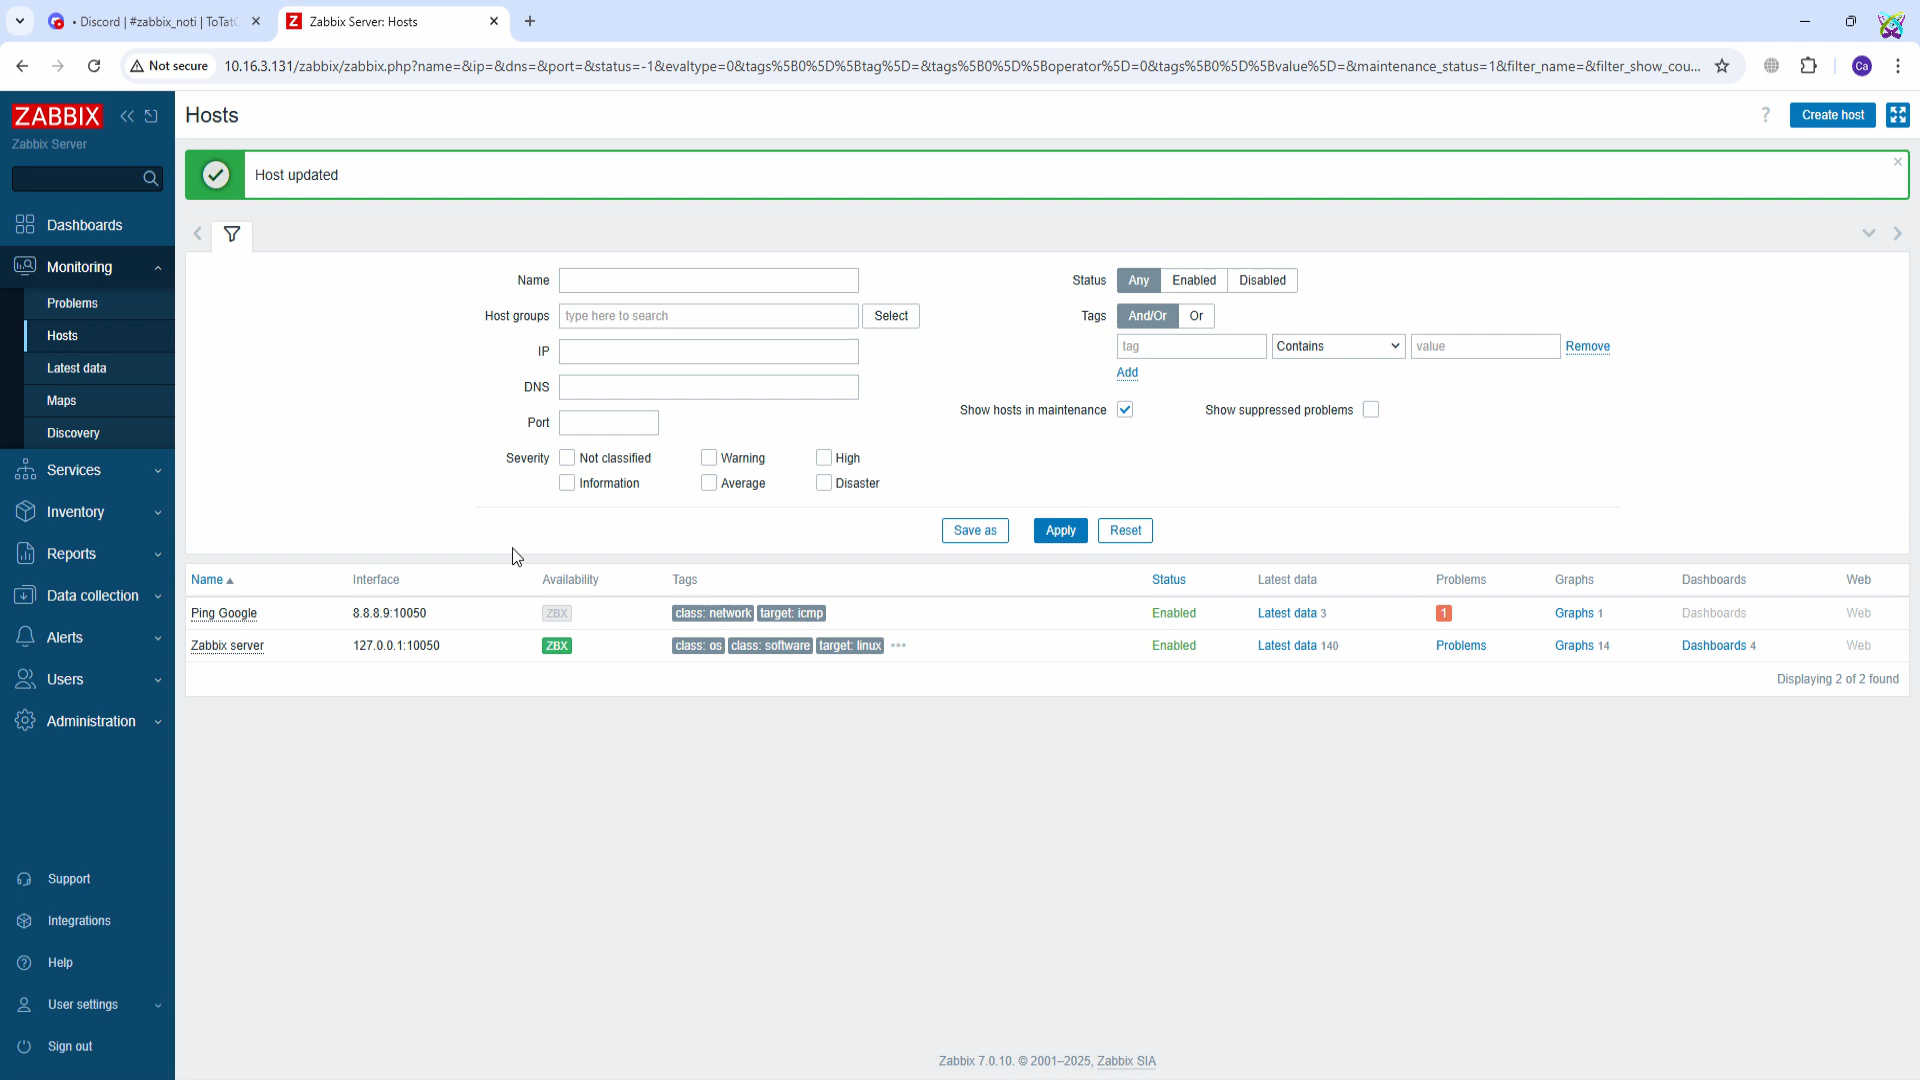 • Discord | #zabbix_noti | ToTatC
Zabbix Server: Hosts
Not secure
10.16.3.131/zabbix/zabbix.php?name=&ip=&dns=&port=&status=-1&evaltype=0&tags%5B0%5D%5Btag%5D=&tags%5B0%5D%5Boperator%5D=0&tags%5B0%5D%5Bvalue%5D=&maintenance_status=1&filter_name=&filter_show_cou...
Ca
ZABBIX
Zabbix Server
Hosts
?
Create host
Host updated
Dashboards
Monitoring
Problems
Hosts
Latest data
Maps
Discovery
Services
Inventory
Reports
Data collection
Alerts
Users
Administration
Support
Integrations
Help
User settings
Sign out
Name
Host groups type here to search Select
IP
DNS
Port
Severity Not classified Warning High
Information Average Disaster
Status Any Enabled Disabled
Tags And/Or Or
tag Contains value Remove
Add
Show hosts in maintenance Show suppressed problems
Save as Apply Reset
Name Interface Availability Tags Status Latest data Problems Graphs Dashboards Web
Ping Google 8.8.8.9:10050 ZBX class: network target: icmp Enabled Latest data 3 1 Graphs 1 Dashboards Web
Zabbix server 127.0.0.1:10050 ZBX class: os class: software target: linux ••• Enabled Latest data 140 Problems Graphs 14 Dashboards 4 Web
Displaying 2 of 2 found
Zabbix 7.0.10. © 2001–2025, Zabbix SIA